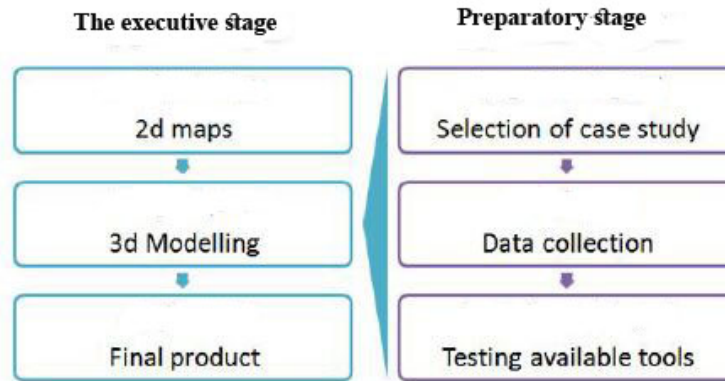 The executive stage
2d maps
3d Modelling
Final product
Preparatory stage
Selection of case study
Data collection
Testing available tools